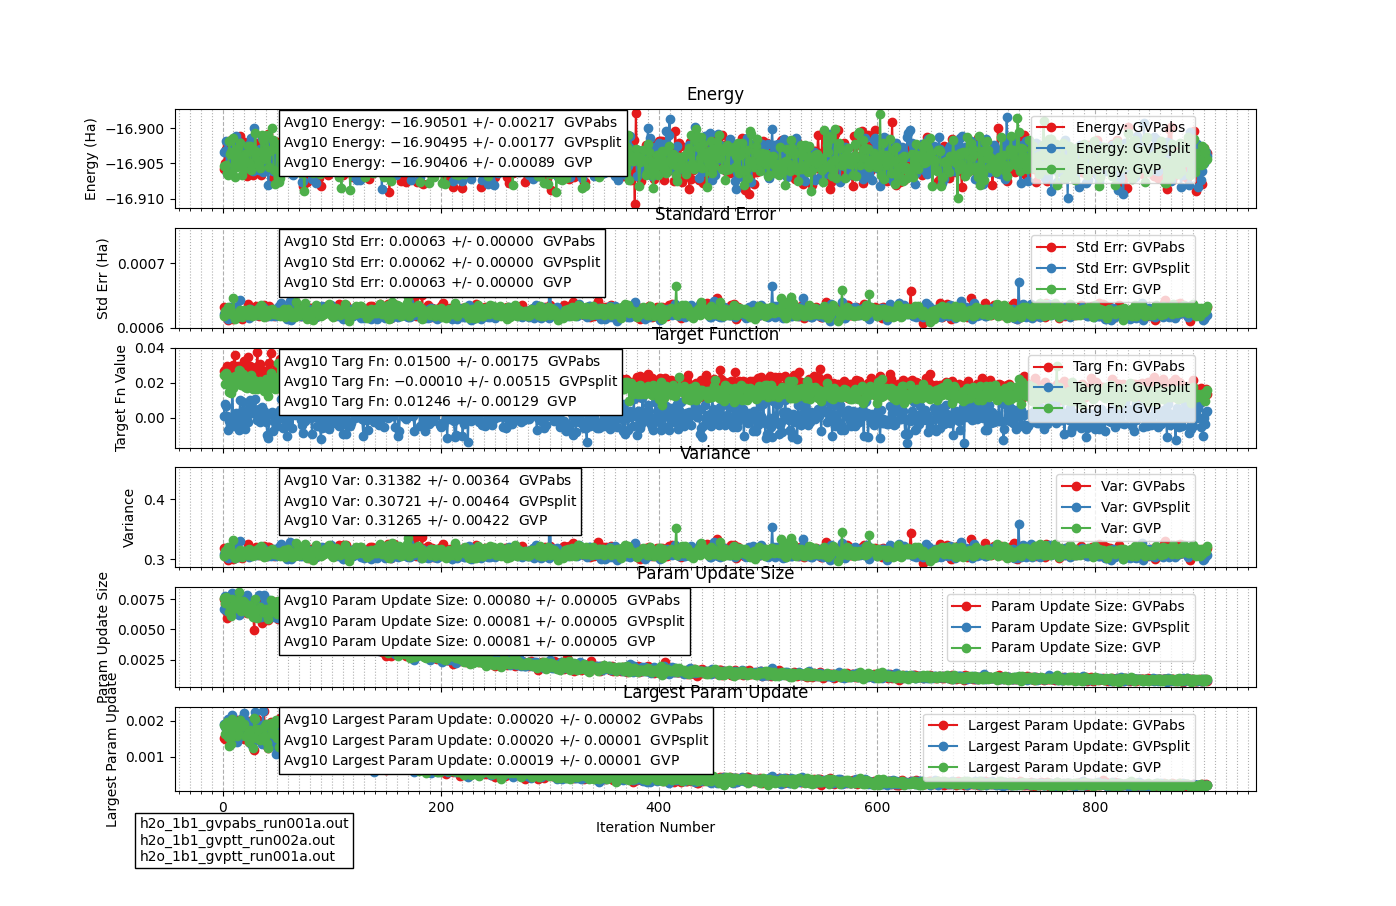 Energy
Energy (Ha)
−16.900
−16.905
−16.910
Avg10 Energy: −16.90501 +/- 0.00217 GVPabs
Avg10 Energy: −16.90495 +/- 0.00177 GVPsplit
Avg10 Energy: −16.90406 +/- 0.00089 GVP
Energy: GVPabs
Energy: GVPsplit
Energy: GVP
Standard Error
Std Err (Ha)
0.0007
0.0006
Avg10 Std Err: 0.00063 +/- 0.00000 GVPabs
Avg10 Std Err: 0.00062 +/- 0.00000 GVPsplit
Avg10 Std Err: 0.00063 +/- 0.00000 GVP
Std Err: GVPabs
Std Err: GVPsplit
Std Err: GVP
Target Function
Target Fn Value
0.04
0.02
0.00
Avg10 Targ Fn: 0.01500 +/- 0.00175 GVPabs
Avg10 Targ Fn: −0.00010 +/- 0.00515 GVPsplit
Avg10 Targ Fn: 0.01246 +/- 0.00129 GVP
Targ Fn: GVPabs
Targ Fn: GVPsplit
Targ Fn: GVP
Variance
Variance
0.4
0.3
Avg10 Var: 0.31382 +/- 0.00364 GVPabs
Avg10 Var: 0.30721 +/- 0.00464 GVPsplit
Avg10 Var: 0.31265 +/- 0.00422 GVP
Var: GVPabs
Var: GVPsplit
Var: GVP
Param Update Size
Param Update Size
0.0075
0.0050
0.0025
Avg10 Param Update Size: 0.00080 +/- 0.00005 GVPabs
Avg10 Param Update Size: 0.00081 +/- 0.00005 GVPsplit
Avg10 Param Update Size: 0.00081 +/- 0.00005 GVP
Param Update Size: GVPabs
Param Update Size: GVPsplit
Param Update Size: GVP
Largest Param Update
Largest Param Update
0.002
0.001
Avg10 Largest Param Update: 0.00020 +/- 0.00002 GVPabs
Avg10 Largest Param Update: 0.00020 +/- 0.00001 GVPsplit
Avg10 Largest Param Update: 0.00019 +/- 0.00001 GVP
Largest Param Update: GVPabs
Largest Param Update: GVPsplit
Largest Param Update: GVP
0 200 400 600 800
Iteration Number
h2o_1b1_gvpabs_run001a.out
h2o_1b1_gvptt_run002a.out
h2o_1b1_gvptt_run001a.out